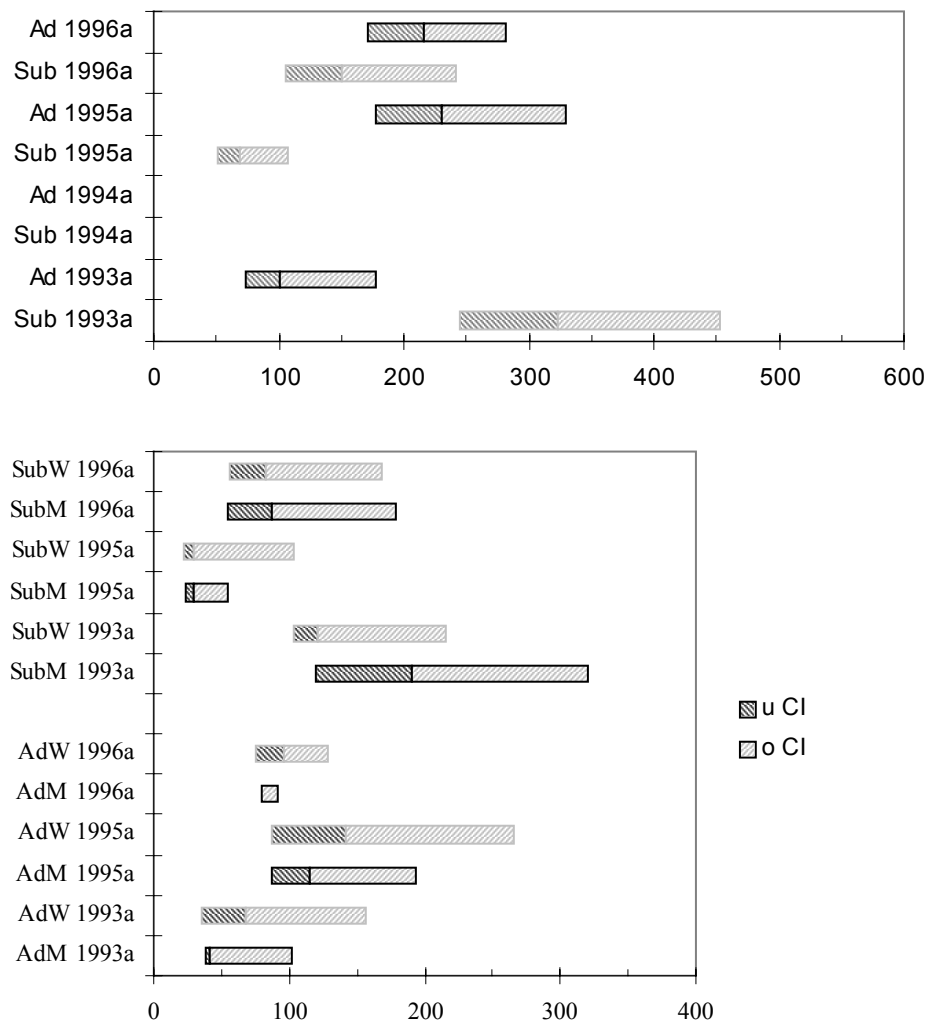 Ad 1996a
Sub 1996a
Ad 1995a
Sub 1995a
Ad 1994a
Sub 1994a
Ad 1993a
Sub 1993a
0 100 200 300 400 500 600
SubW 1996a
SubM 1996a
SubW 1995a
SubM 1995a
SubW 1993a
SubM 1993a
AdW 1996a
AdM 1996a
AdW 1995a
AdM 1995a
AdW 1993a
AdM 1993a
0 100 200 300 400
u CI
o CI